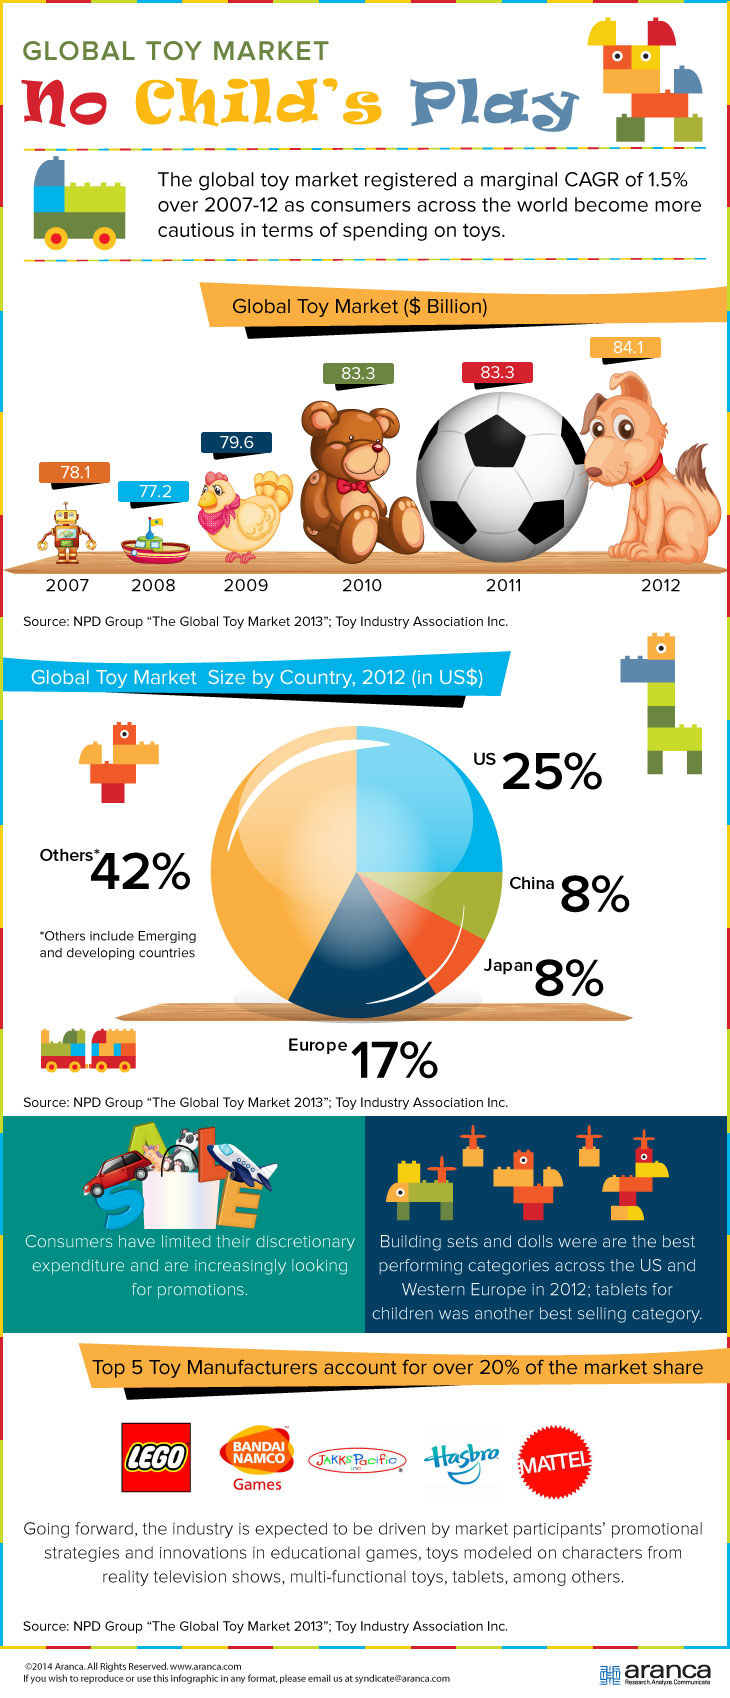 GLOBAL TOY MARKET
No Child's Play
The global toy market registered a marginal CAGR of 1.5%
over 2007-12 as consumers across the world become more
cautious in terms of spending on toys.
Global Toy Market ($ Billion)
78.1
77.2
79.6
83.3
83.3
84.1
2007
2008
2009
2010
2011
2012
Source: NPD Group “The Global Toy Market 2013”; Toy Industry Association Inc.
Global Toy Market Size by Country, 2012 (in US$)
US 25%
China 8%
Japan 8%
Europe 17%
Others* 42%
*Others include Emerging
and developing countries
Source: NPD Group “The Global Toy Market 2013”; Toy Industry Association Inc.
SALE
Consumers have limited their discretionary
expenditure and are increasingly looking
for promotions.
Building sets and dolls were are the best
performing categories across the US and
Western Europe in 2012; tablets for
children was another best selling category.
Top 5 Toy Manufacturers account for over 20% of the market share
LEGO
BANDAI
NAMCO
Games
JAKKS Pacific
inc
Hasbro
MATTEL
Going forward, the industry is expected to be driven by market participants’ promotional
strategies and innovations in educational games, toys modeled on characters from
reality television shows, multi-functional toys, tablets, among others.
Source: NPD Group “The Global Toy Market 2013”; Toy Industry Association Inc.
©2014 Aranca. All Rights Reserved. www.aranca.com
If you wish to reproduce or use this infographic in any format, please email us at syndicate@aranca.com
aranca
Research.Analyze.Communicate